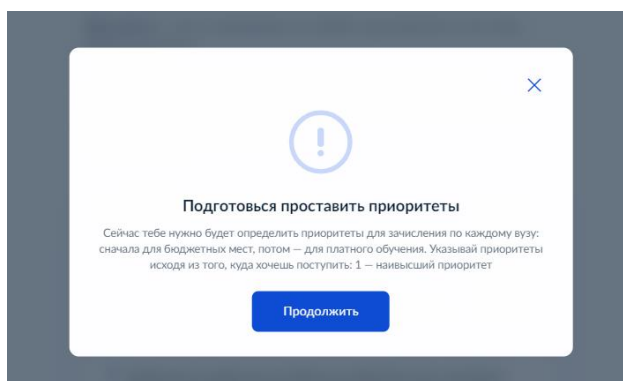 Подготовься проставить приоритеты
Сейчас тебе нужно будет определить приоритеты для зачисления по каждому вузу:
сначала для бюджетных мест, потом — для платного обучения. Указывай приоритеты
исходя из того, куда хочешь поступить: 1 — наивысший приоритет
Продолжить